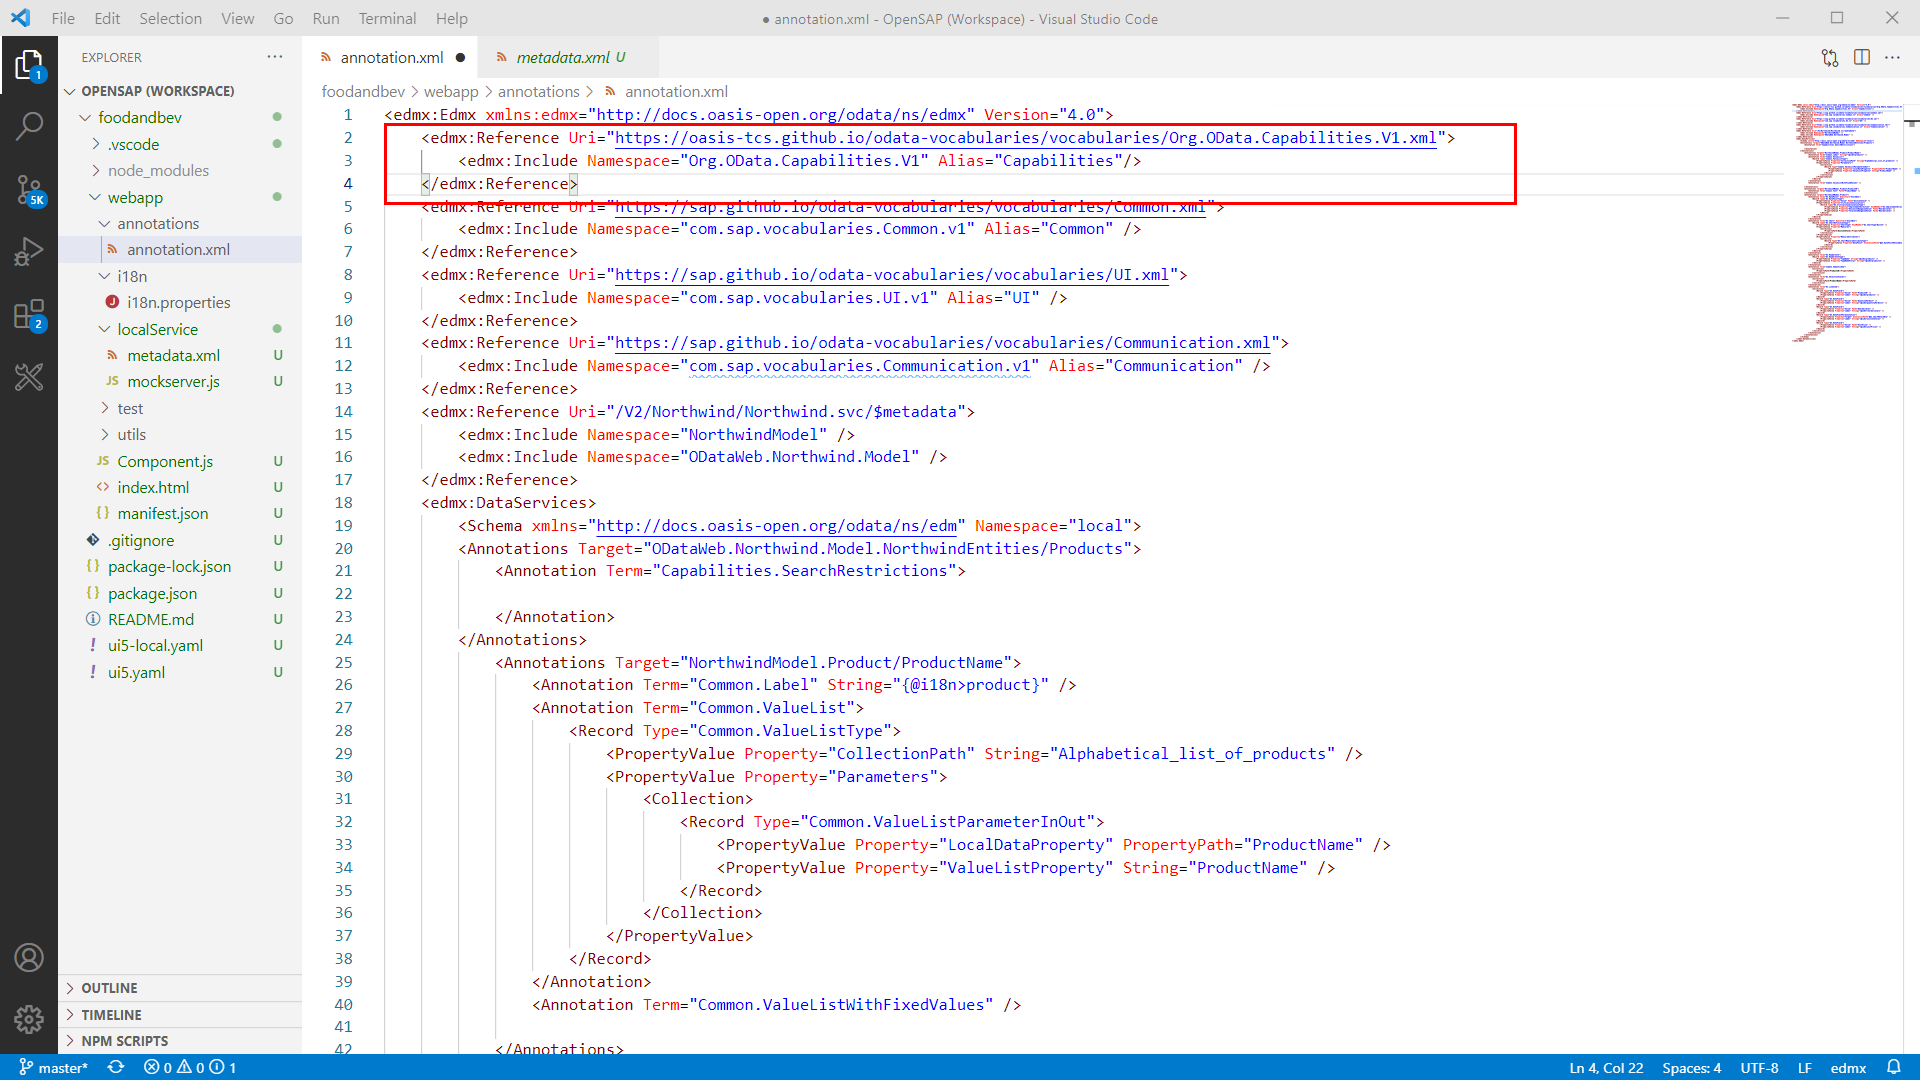 File Edit Selection View Go Run Terminal Help
● annotation.xml - OpenSAP (Workspace) - Visual Studio Code
EXPLORER
annotation.xml
metadata.xml U
OPENSAP (WORKSPACE)
foodandbev
.vscode
node_modules
webapp
annotations
annotation.xml
i18n
i18n.properties
localService
metadata.xml U
JS mockserver.js U
test
utils
JS Component.js U
<> index.html U
{} manifest.json U
.gitignore U
{} package-lock.json U
{} package.json U
README.md U
! ui5-local.yaml U
! ui5.yaml U
OUTLINE
TIMELINE
NPM SCRIPTS
1
5K
2
foodandbev > webapp > annotations > annotation.xml
1 <edmx:Edmx xmlns:edmx="http://docs.oasis-open.org/odata/ns/edmx" Version="4.0">
2 <edmx:Reference Uri="https://oasis-tcs.github.io/odata-vocabularies/vocabularies/Org.OData.Capabilities.V1.xml">
3 <edmx:Include Namespace="Org.OData.Capabilities.V1" Alias="Capabilities"/>
4 </edmx:Reference>
5 <edmx:Reference Uri="https://sap.github.io/odata-vocabularies/vocabularies/Common.xml">
6 <edmx:Include Namespace="com.sap.vocabularies.Common.v1" Alias="Common" />
7 </edmx:Reference>
8 <edmx:Reference Uri="https://sap.github.io/odata-vocabularies/vocabularies/UI.xml">
9 <edmx:Include Namespace="com.sap.vocabularies.UI.v1" Alias="UI" />
10 </edmx:Reference>
11 <edmx:Reference Uri="https://sap.github.io/odata-vocabularies/vocabularies/Communication.xml">
12 <edmx:Include Namespace="com.sap.vocabularies.Communication.v1" Alias="Communication" />
13 </edmx:Reference>
14 <edmx:Reference Uri="/V2/Northwind/Northwind.svc/$metadata">
15 <edmx:Include Namespace="NorthwindModel" />
16 <edmx:Include Namespace="ODataWeb.Northwind.Model" />
17 </edmx:Reference>
18 <edmx:DataServices>
19 <Schema xmlns="http://docs.oasis-open.org/odata/ns/edm" Namespace="local">
20 <Annotations Target="ODataWeb.Northwind.Model.NorthwindEntities/Products">
21 <Annotation Term="Capabilities.SearchRestrictions">
22
23 </Annotation>
24 </Annotations>
25 <Annotations Target="NorthwindModel.Product/ProductName">
26 <Annotation Term="Common.Label" String="{@i18n>product}" />
27 <Annotation Term="Common.ValueList">
28 <Record Type="Common.ValueListType">
29 <PropertyValue Property="CollectionPath" String="Alphabetical_list_of_products" />
30 <PropertyValue Property="Parameters">
31 <Collection>
32 <Record Type="Common.ValueListParameterInOut">
33 <PropertyValue Property="LocalDataProperty" PropertyPath="ProductName" />
34 <PropertyValue Property="ValueListProperty" String="ProductName" />
35 </Record>
36 </Collection>
37 </PropertyValue>
38 </Record>
39 </Annotation>
40 <Annotation Term="Common.ValueListWithFixedValues" />
41
42 </Annotations>
master* 0 0 1
Ln 4, Col 22 Spaces: 4 UTF-8 LF edmx